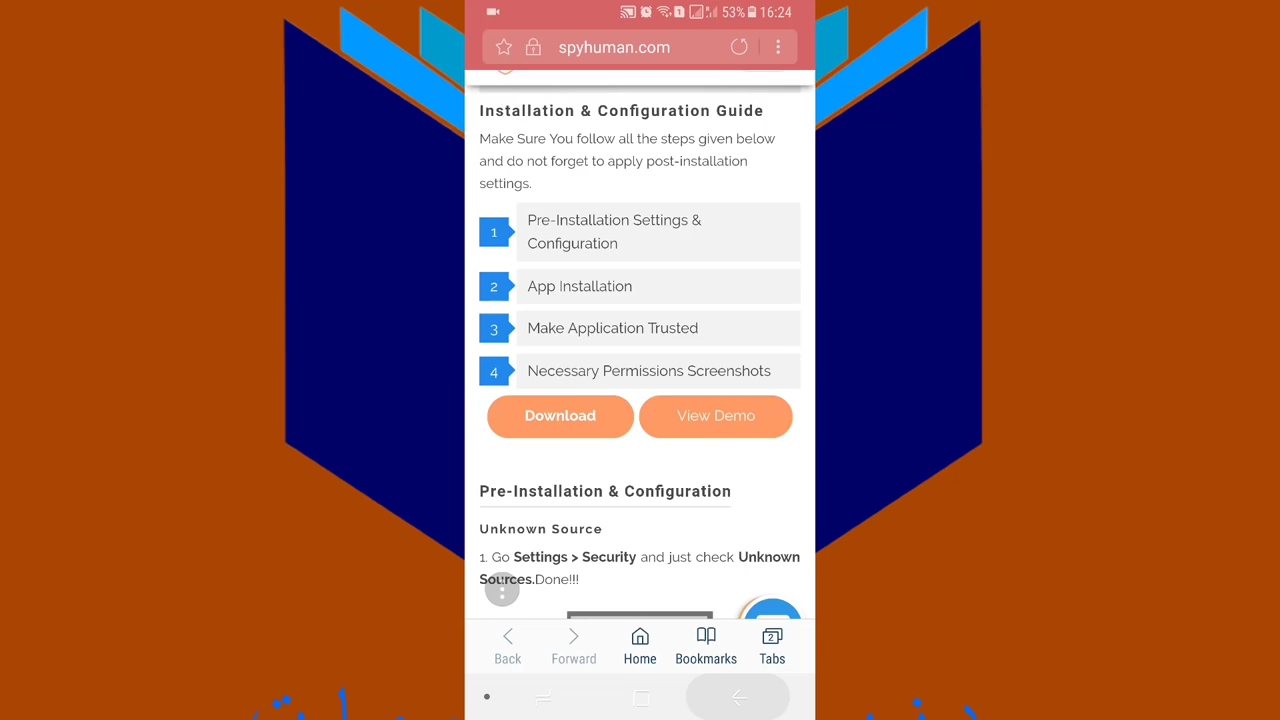 53% 16:24
spyhuman.com
Installation & Configuration Guide
Make Sure You follow all the steps given below
and do not forget to apply post-installation
settings.
1 Pre-Installation Settings &
Configuration
2 App Installation
3 Make Application Trusted
4 Necessary Permissions Screenshots
Download View Demo
Pre-Installation & Configuration
Unknown Source
1. Go Settings > Security and just check Unknown
Sources.Done!!!
Back Forward Home Bookmarks 2 Tabs